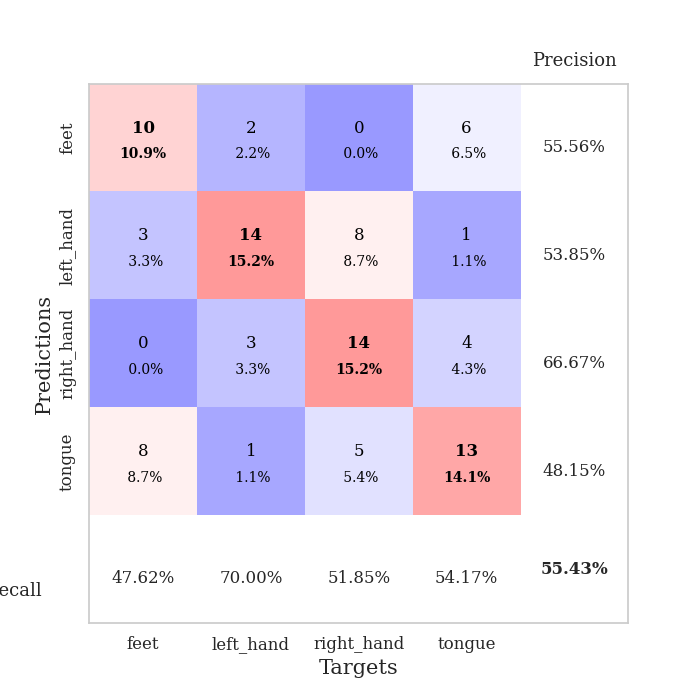 Precision
feet
10 2 0 6 55.56%
10.9% 2.2% 0.0% 6.5%
left_hand
3 14 8 1 53.85%
3.3% 15.2% 8.7% 1.1%
Predictions
right_hand
0 3 14 4 66.67%
0.0% 3.3% 15.2% 4.3%
tongue
8 1 5 13 48.15%
8.7% 1.1% 5.4% 14.1%
ecall
47.62% 70.00% 51.85% 54.17% 55.43%
feet left_hand right_hand tongue
Targets